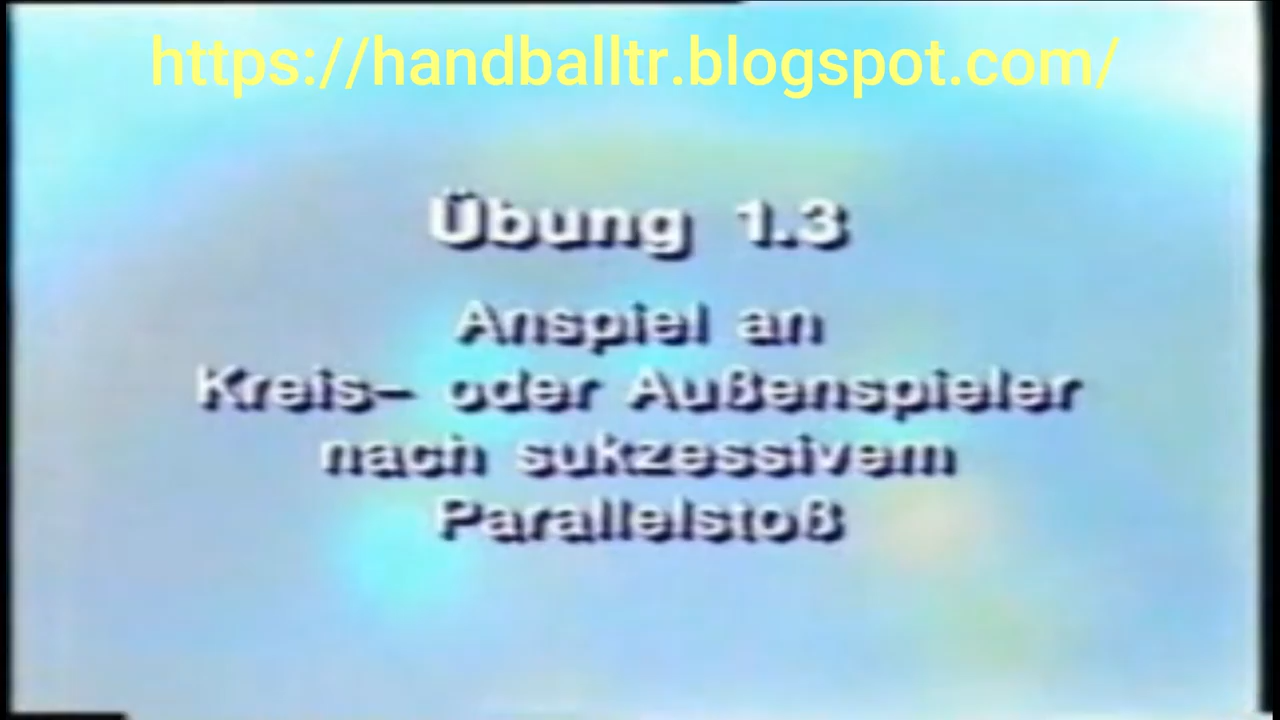 https://handballtr.blogspot.com/
Übung 1.3
Anspiel an
Kreis– oder Außenspieler
nach sukzessivem
Parallelstoß